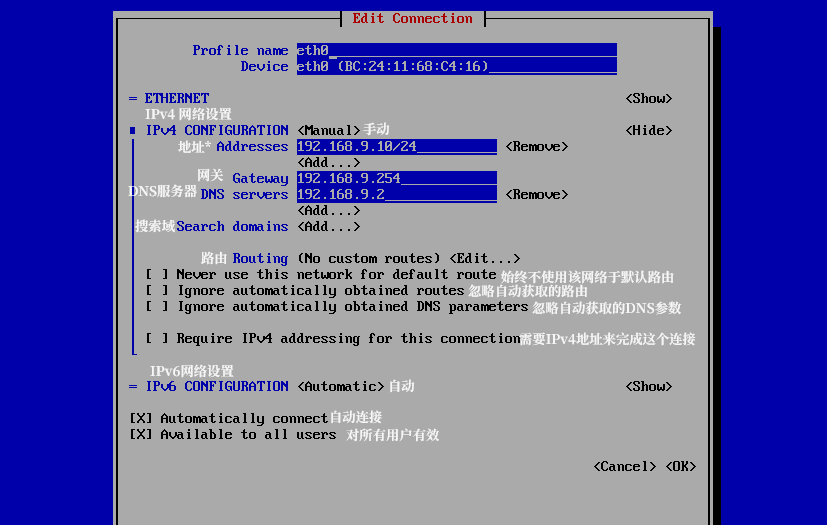 Edit Connection
Profile name eth0
Device eth0 (BC:24:11:68:C4:16)
= ETHERNET <Show>
IPv4 网络设置
IPv4 CONFIGURATION <Manual> 手动 <Hide>
地址* Addresses 192.168.9.10/24 <Remove>
<Add...>
网关 Gateway 192.168.9.254
DNS服务器 DNS servers 192.168.9.2 <Remove>
<Add...>
搜索域 Search domains <Add...>
路由 Routing (No custom routes) <Edit...>
[ ] Never use this network for default route 始终不使用该网络于默认路由
[ ] Ignore automatically obtained routes 忽略自动获取的路由
[ ] Ignore automatically obtained DNS parameters 忽略自动获取的DNS参数
[ ] Require IPv4 addressing for this connection 需要IPv4地址来完成这个连接
IPv6网络设置
= IPv6 CONFIGURATION <Automatic> 自动 <Show>
[X] Automatically connect 自动连接
[X] Available to all users 对所有用户有效
<Cancel> <OK>